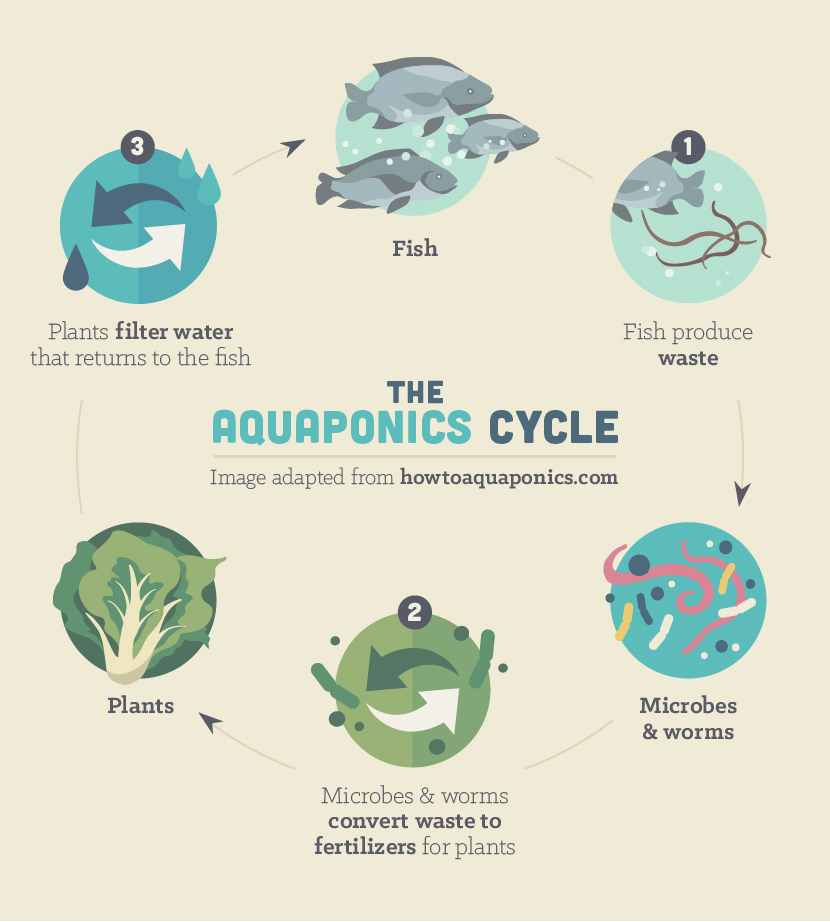 Fish
1
Fish produce
waste
Microbes
& worms
2
Microbes & worms
convert waste to
fertilizers for plants
Plants
3
Plants filter water
that returns to the fish
THE
AQUAPONICS CYCLE
Image adapted from howtoaquaponics.com